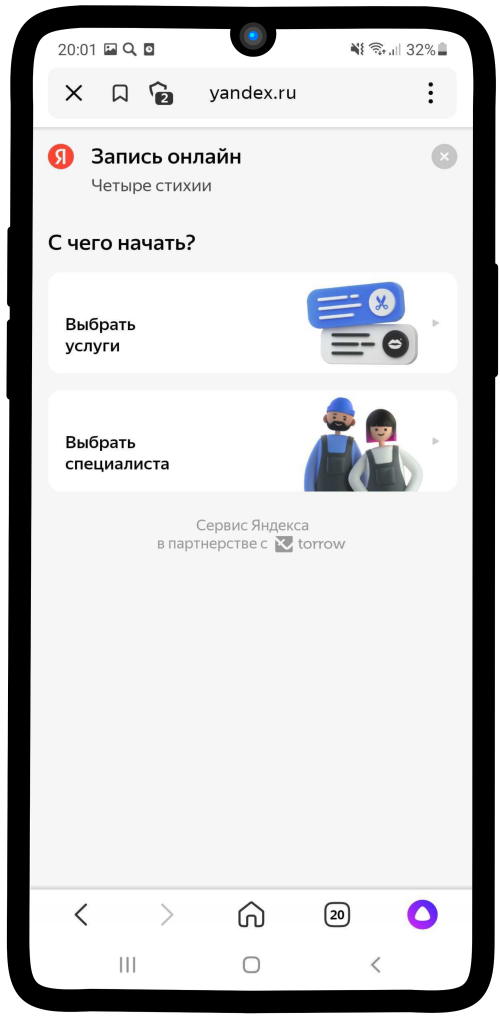 20:01 32%
2 yandex.ru
Я Запись онлайн
Четыре стихии
С чего начать?
Выбрать
услуги
Выбрать
специалиста
Сервис Яндекса
в партнерстве с torrow
20